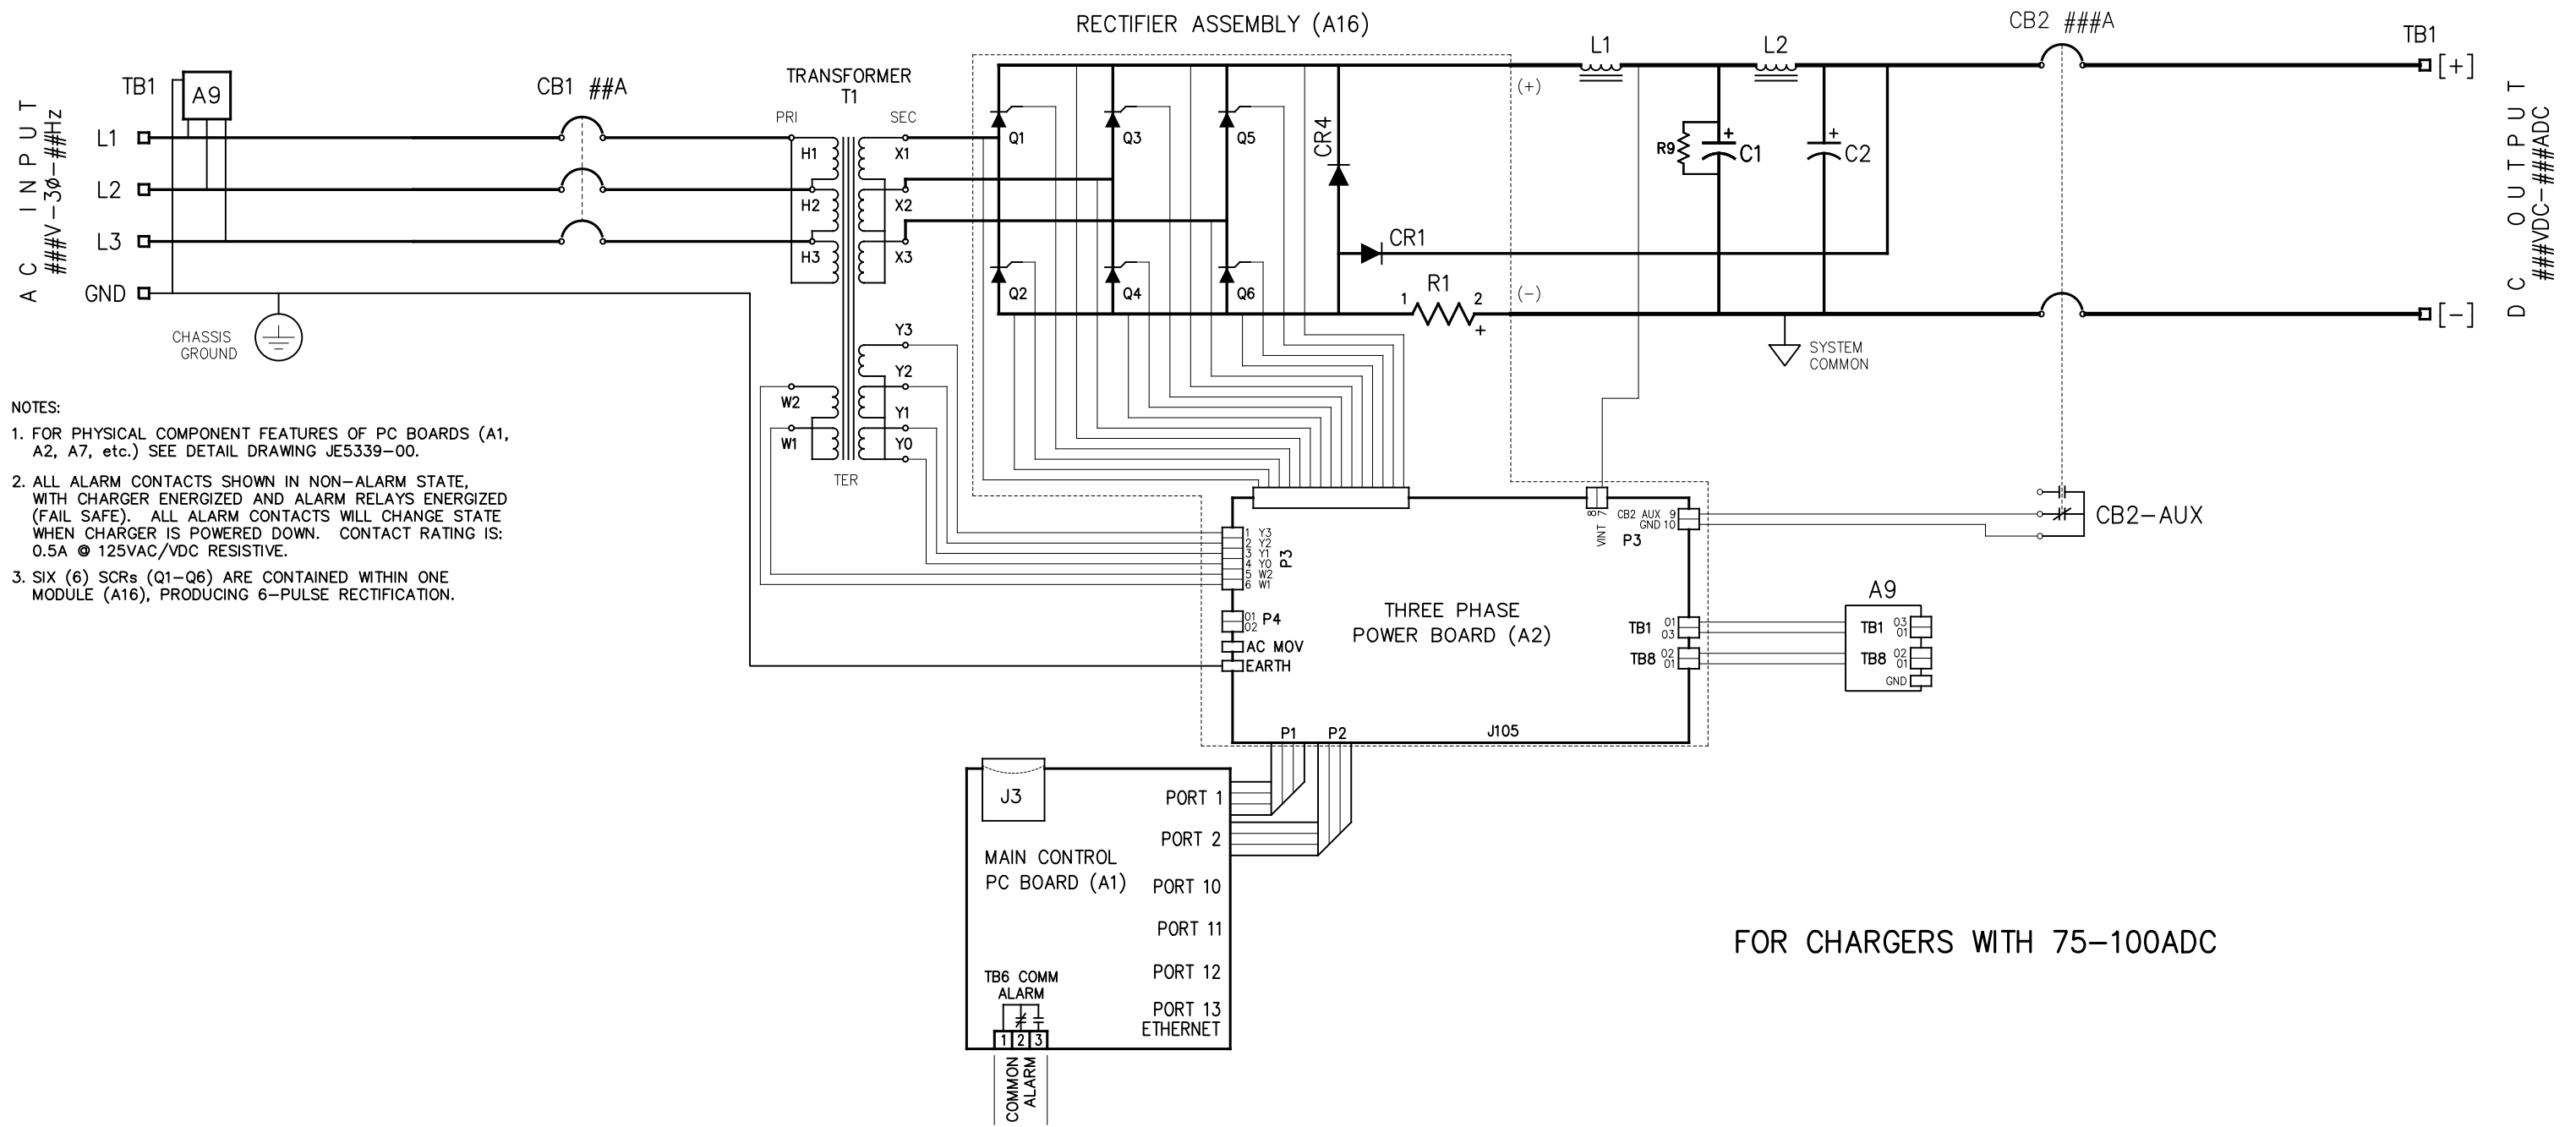 RECTIFIER ASSEMBLY (A16)
CB2 ###A
TB1
[+]
TB1
A9
CB1 ##A
TRANSFORMER
T1
PRI
SEC
L1
L2
L3
GND
AC INPUT
###V-3Ø-##Hz
H1
H2
H3
X1
X2
X3
Q1
Q3
Q5
Q2
Q4
Q6
CR4
CR1
R1
1
2
+
(+)
(-)
L1
L2
R9
+
C1
+
C2
DC OUTPUT
###VDC-###ADC
[-]
CHASSIS
GROUND
SYSTEM
COMMON
Y3
Y2
Y1
Y0
W2
W1
TER
NOTES:
1. FOR PHYSICAL COMPONENT FEATURES OF PC BOARDS (A1,
A2, A7, etc.) SEE DETAIL DRAWING JE5339-00.
2. ALL ALARM CONTACTS SHOWN IN NON-ALARM STATE,
WITH CHARGER ENERGIZED AND ALARM RELAYS ENERGIZED
(FAIL SAFE). ALL ALARM CONTACTS WILL CHANGE STATE
WHEN CHARGER IS POWERED DOWN. CONTACT RATING IS:
0.5A @ 125VAC/VDC RESISTIVE.
3. SIX (6) SCRs (Q1-Q6) ARE CONTAINED WITHIN ONE
MODULE (A16), PRODUCING 6-PULSE RECTIFICATION.
1 Y3
2 Y2
3 Y1
4 Y0
5 W2
6 W1
P3
01
02
P4
AC MOV
EARTH
THREE PHASE
POWER BOARD (A2)
8
7
VINT
CB2 AUX 9
GND 10
P3
CB2-AUX
TB1
01
03
TB8
02
01
A9
TB1
03
01
TB8
02
01
GND
P1
P2
J105
J3
PORT 1
PORT 2
MAIN CONTROL
PC BOARD (A1)
PORT 10
PORT 11
PORT 12
PORT 13
ETHERNET
TB6 COMM
ALARM
1 2 3
COMMON
ALARM
FOR CHARGERS WITH 75-100ADC